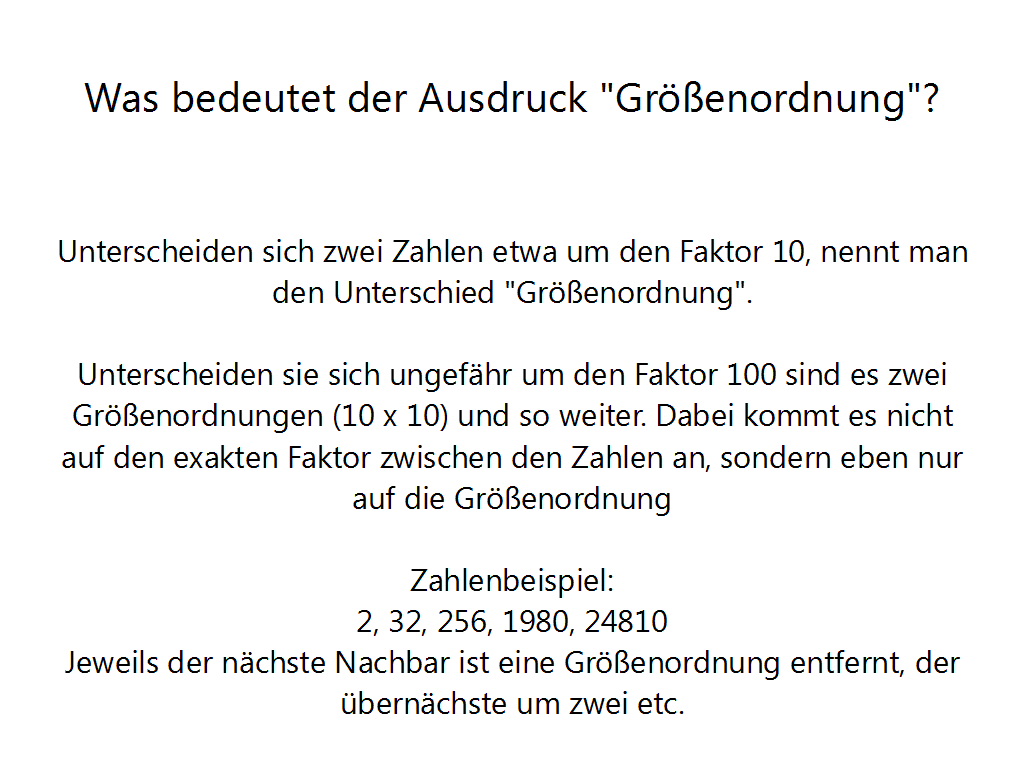 Was bedeutet der Ausdruck "Größenordnung"?
Unterscheiden sich zwei Zahlen etwa um den Faktor 10, nennt man
den Unterschied "Größenordnung".
Unterscheiden sie sich ungefähr um den Faktor 100 sind es zwei
Größenordnungen (10 x 10) und so weiter. Dabei kommt es nicht
auf den exakten Faktor zwischen den Zahlen an, sondern eben nur
auf die Größenordnung
Zahlenbeispiel:
2, 32, 256, 1980, 24810
Jeweils der nächste Nachbar ist eine Größenordnung entfernt, der
übernächste um zwei etc.